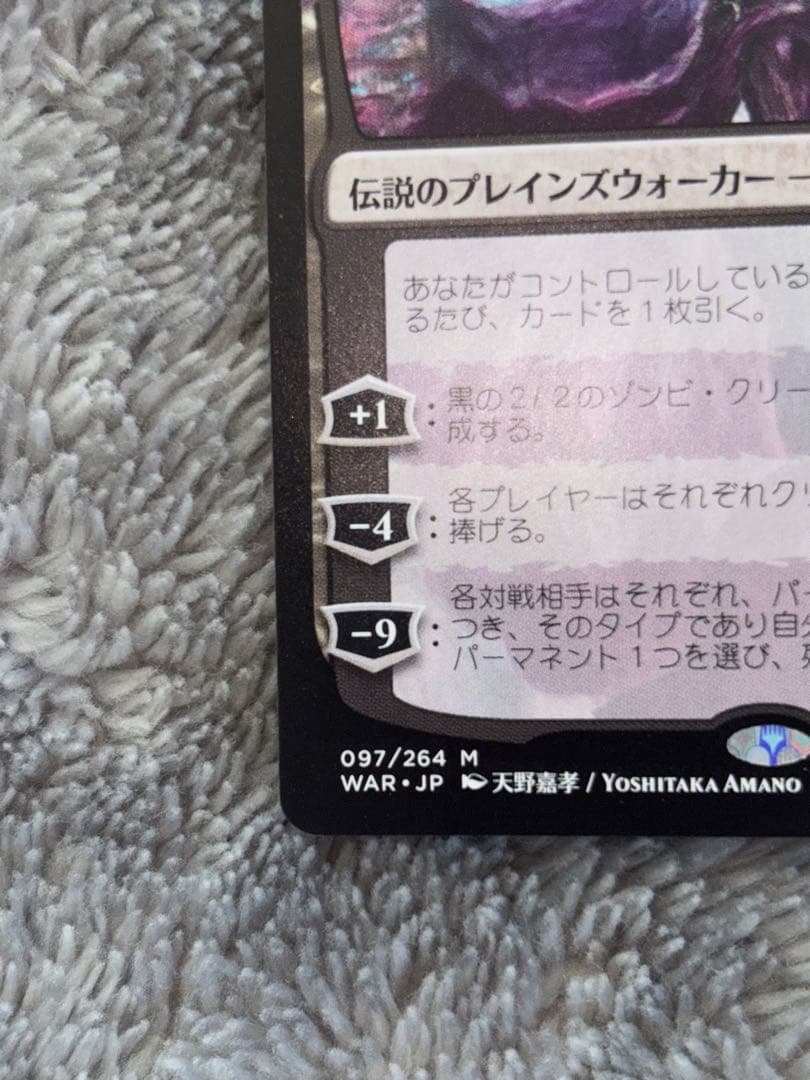 伝説のプレインズウォーカー ー
あなたがコントロールしている
るたび、カードを1枚引く。
+1 : 黒の2/2のゾンビ・クリー
成する。
-4 : 各プレイヤーはそれぞれクリ
捧げる。
-9 : 各対戦相手はそれぞれ、パ
つき、そのタイプであり自分
パーマネント1つを選び、残
097/264 M
WAR • JP 天野嘉孝 / YOSHITAKA AMANO